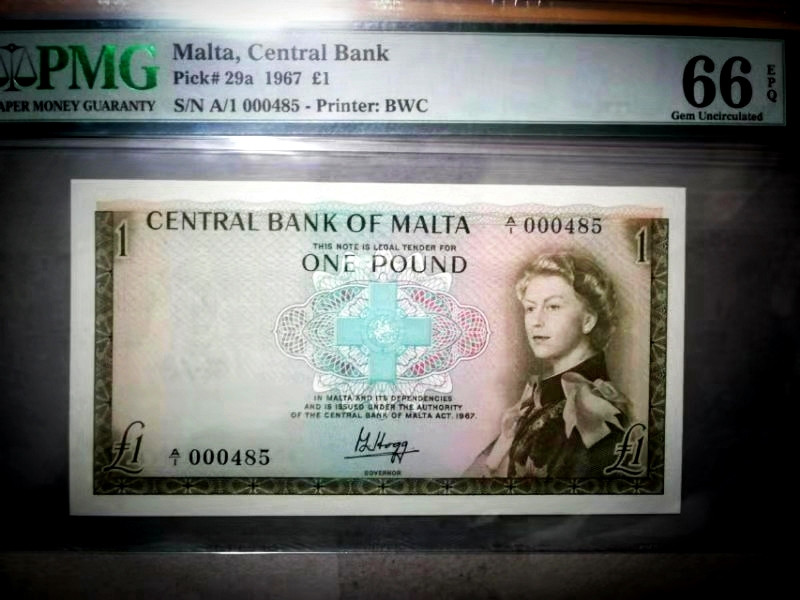 PMG
PAPER MONEY GUARANTY
Malta, Central Bank
Pick# 29a 1967 £1
S/N A/1 000485 - Printer: BWC
66
EPQ
Gem Uncirculated
1
CENTRAL BANK OF MALTA
A/1 000485
1
THIS NOTE IS LEGAL TENDER FOR
ONE POUND
IN MALTA AND ITS DEPENDENCIES
AND IS ISSUED UNDER THE AUTHORITY
OF THE CENTRAL BANK OF MALTA ACT. 1967.
£1
A/1 000485
GOVERNOR
£1